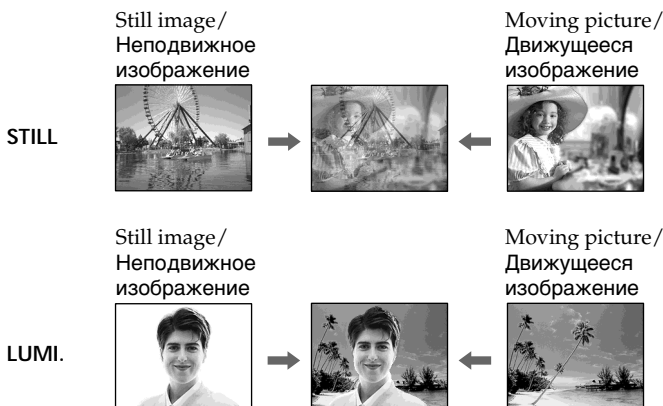 Still image/
Неподвижное
изображение
Moving picture/
Движущееся
изображение
STILL
Still image/
Неподвижное
изображение
Moving picture/
Движущееся
изображение
LUMI.